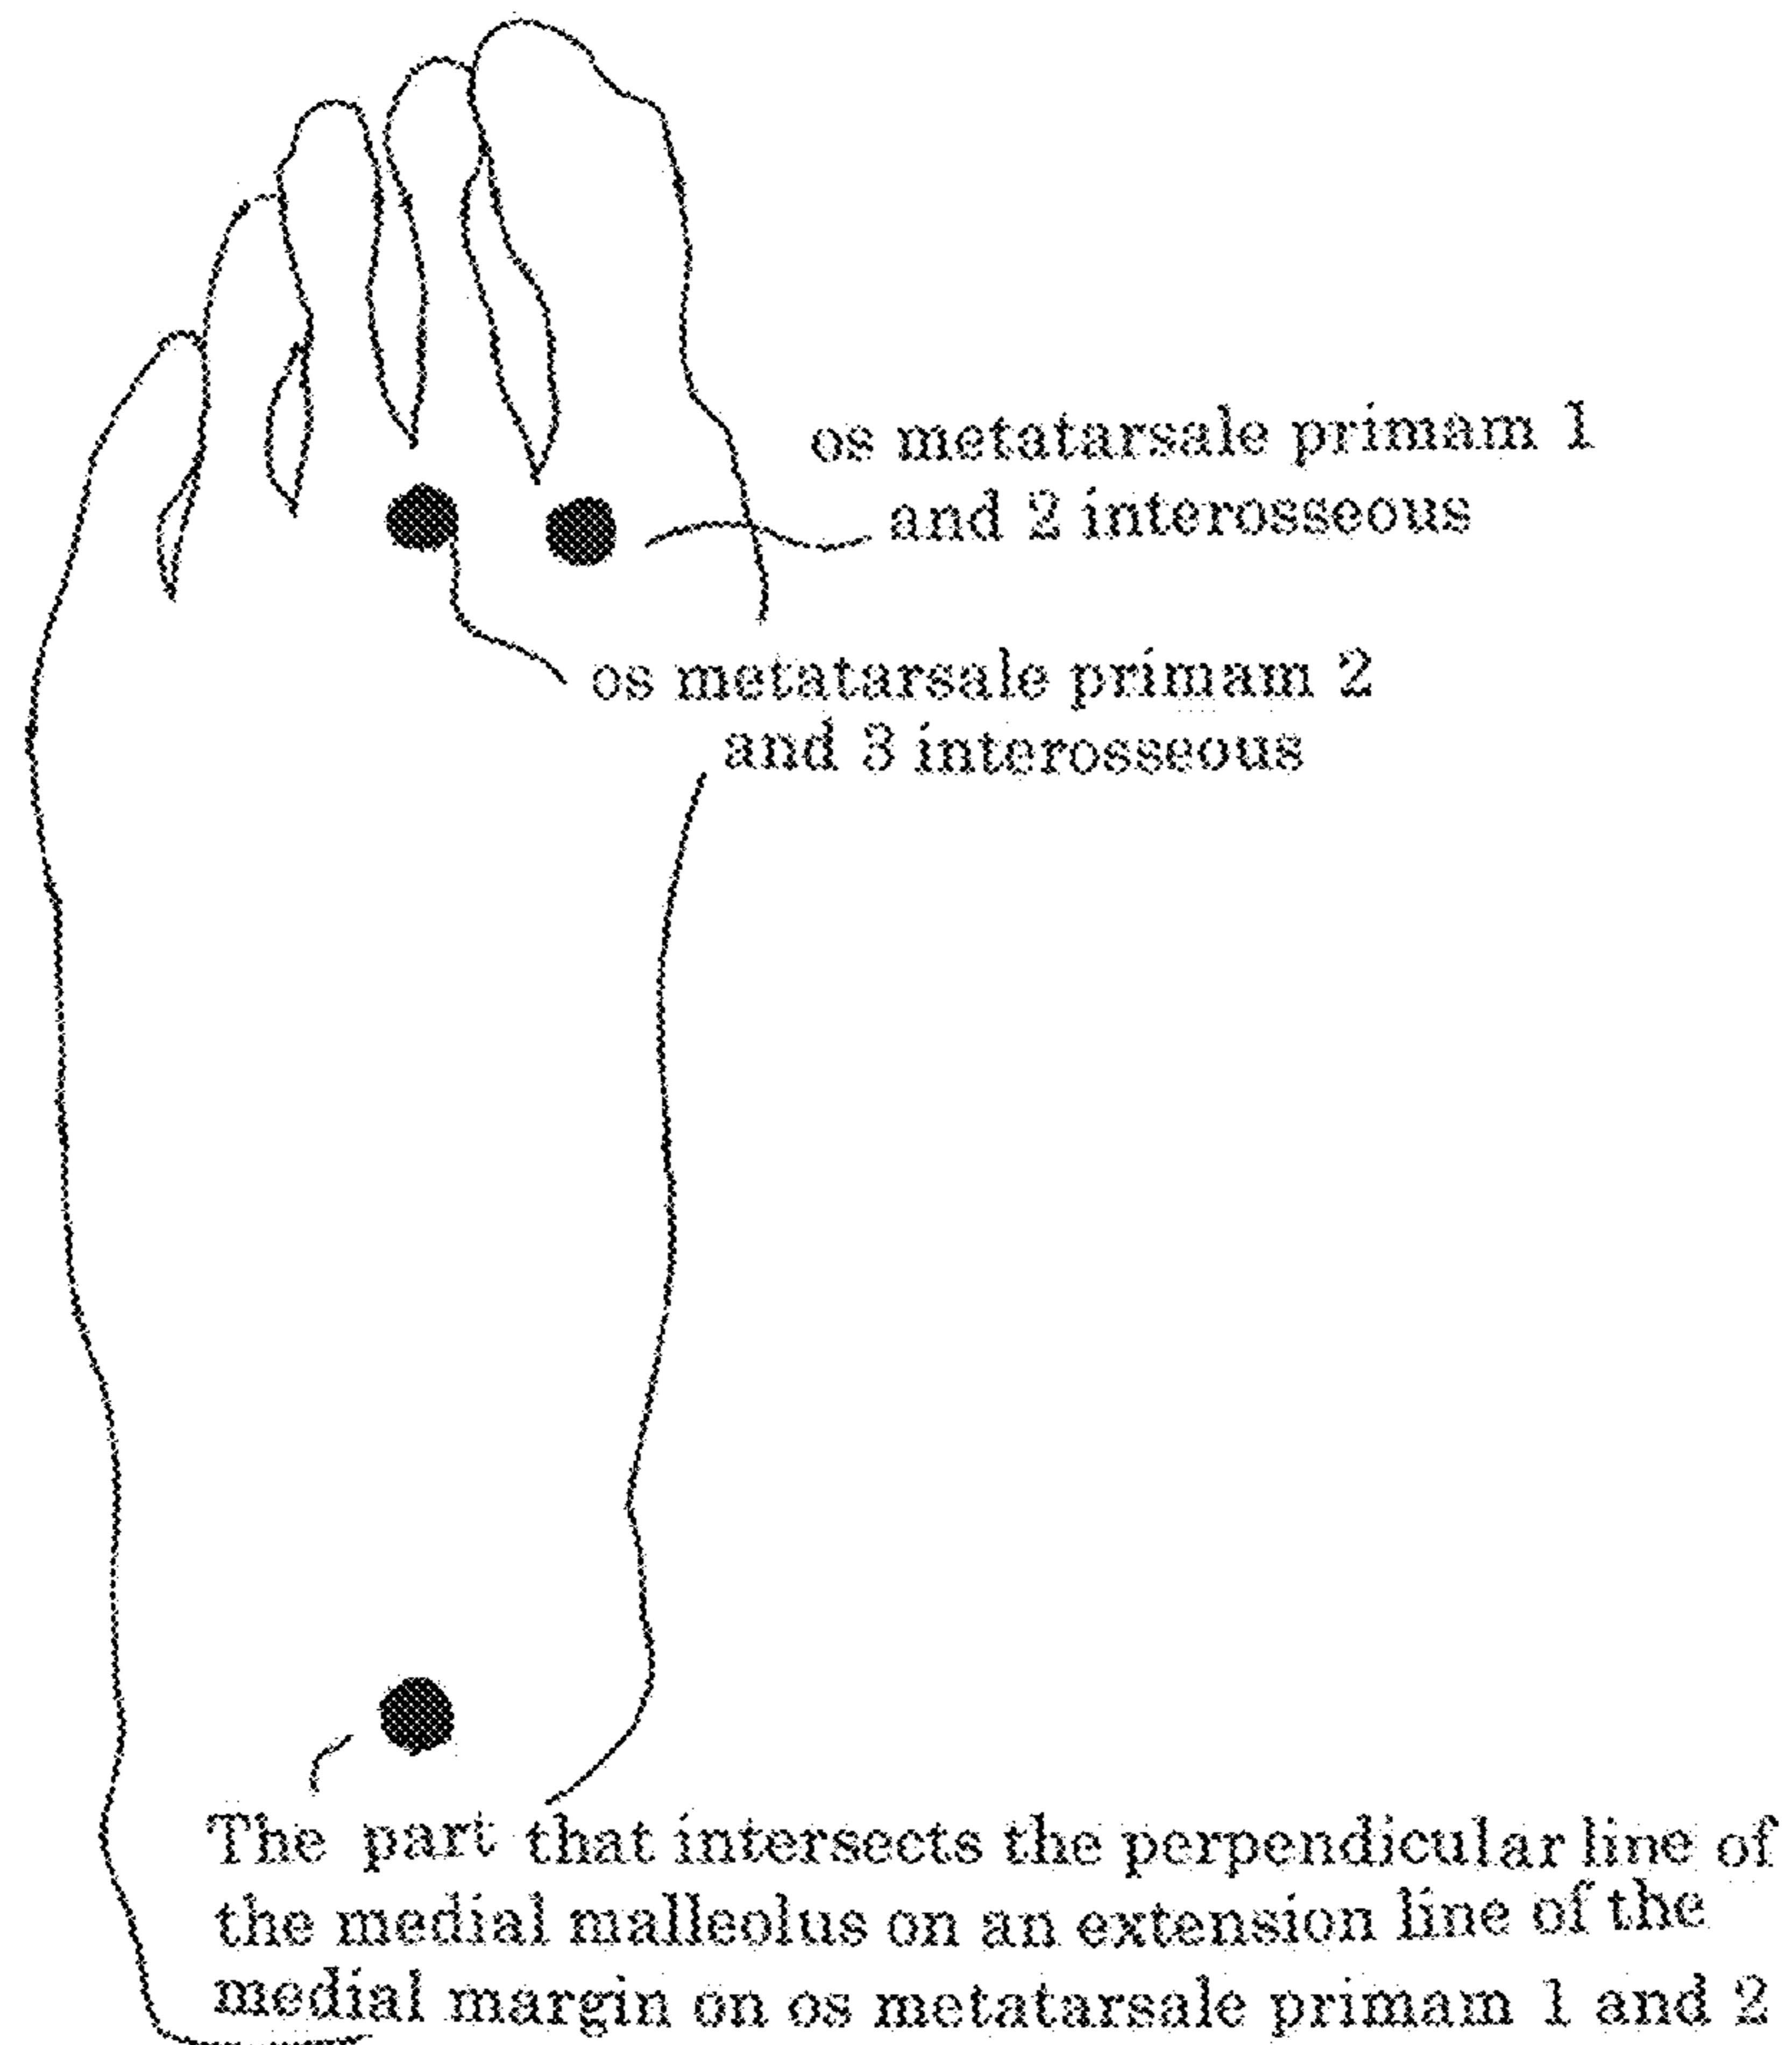 os metatarsale primam 1
and 2 interosseous
os metatarsale primam 2
and 3 interosseous
The part that intersects the perpendicular line of
the medial malleolus on an extension line of the
medial margin on os metatarsale primam 1 and 2